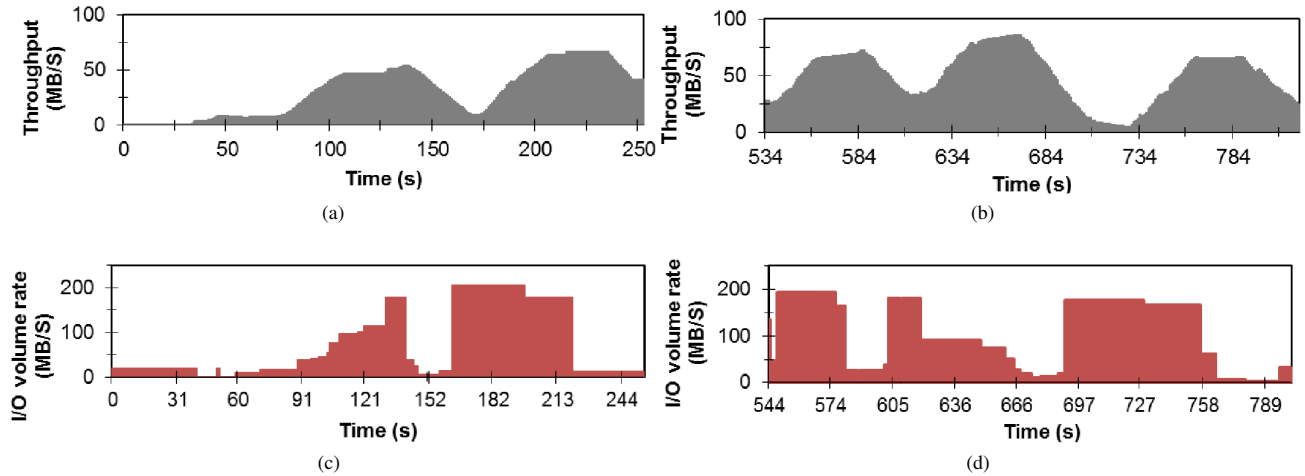 100
50
0
Throughput
(MB/S)
0 50 100 150 200 250
Time (s)
(a)
100
50
0
Throughput
(MB/S)
534 584 634 684 734 784
Time (s)
(b)
200
100
0
I/O volume rate
(MB/S)
0 31 60 91 121 152 182 213 244
Time (s)
(c)
200
100
0
I/O volume rate
(MB/S)
544 574 605 636 666 697 727 758 789
Time (s)
(d)